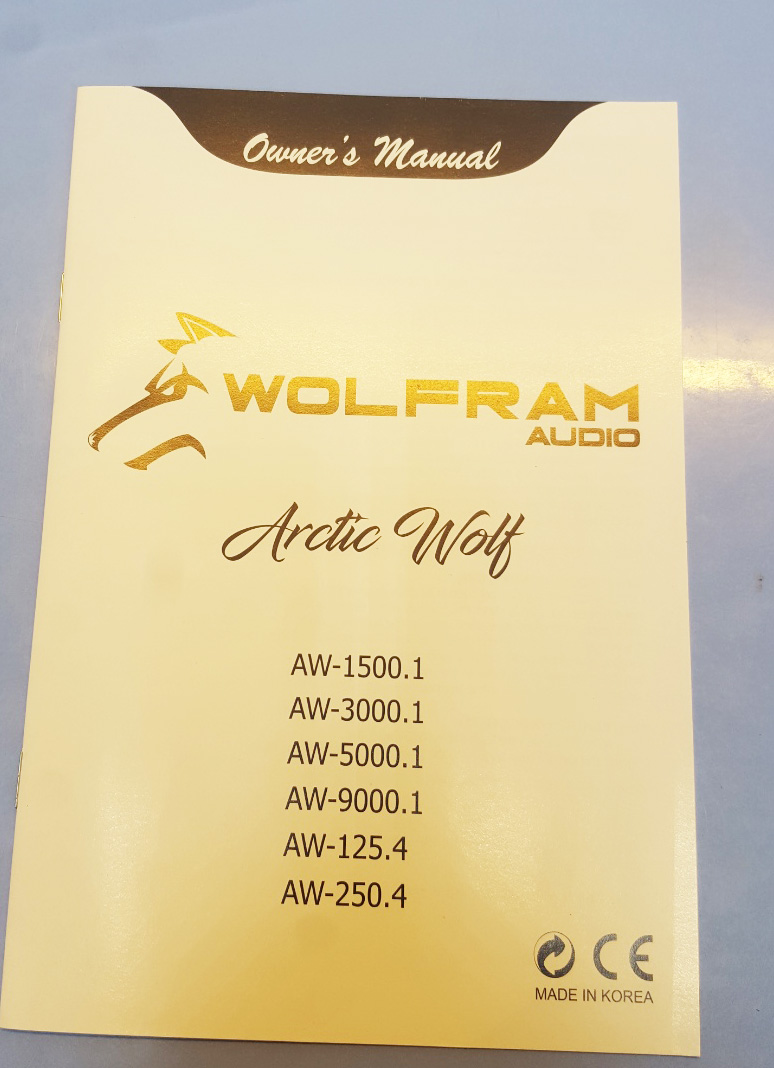 Owner's Manual
WOLFRAM
AUDIO
Arctic Wolf
AW-1500.1
AW-3000.1
AW-5000.1
AW-9000.1
AW-125.4
AW-250.4
CE
MADE IN KOREA